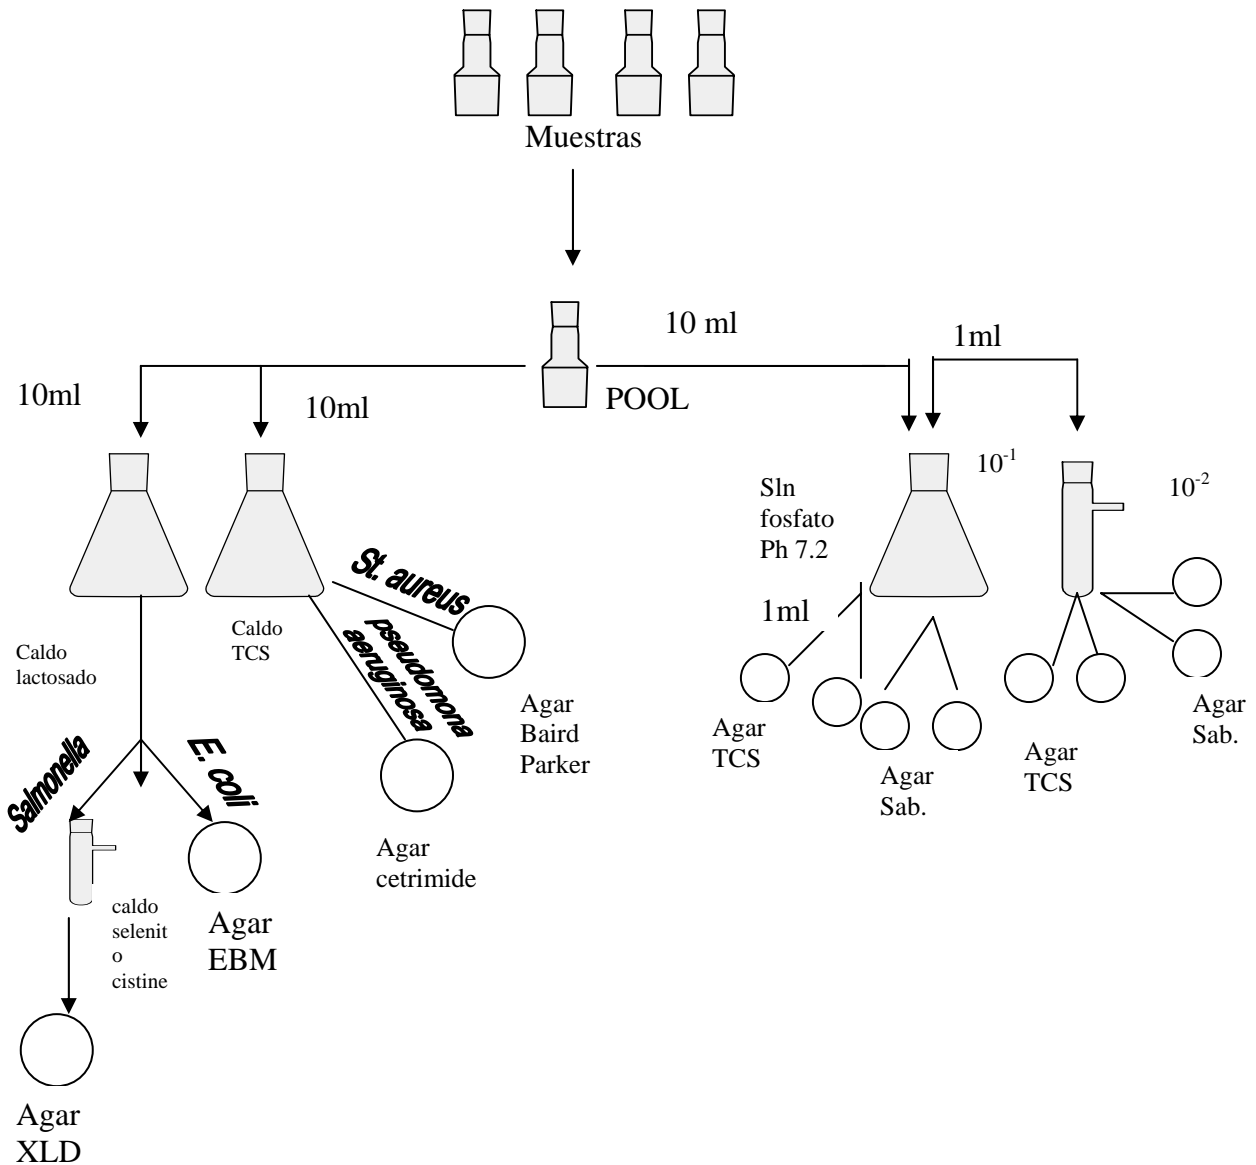 Muestras
10 ml
1ml
10ml
10ml
POOL
10⁻¹
10⁻²
Sln
fosfato
Ph 7.2
1ml
St. aureus
pseudomona
aeruginosa
Caldo
TCS
Caldo
lactosado
Agar
Baird
Parker
Agar
TCS
Agar
Sab.
Agar
TCS
Agar
Sab.
Salmonella
E. coli
Agar
cetrimide
caldo
selenit
o
cistine
Agar
EBM
Agar
XLD